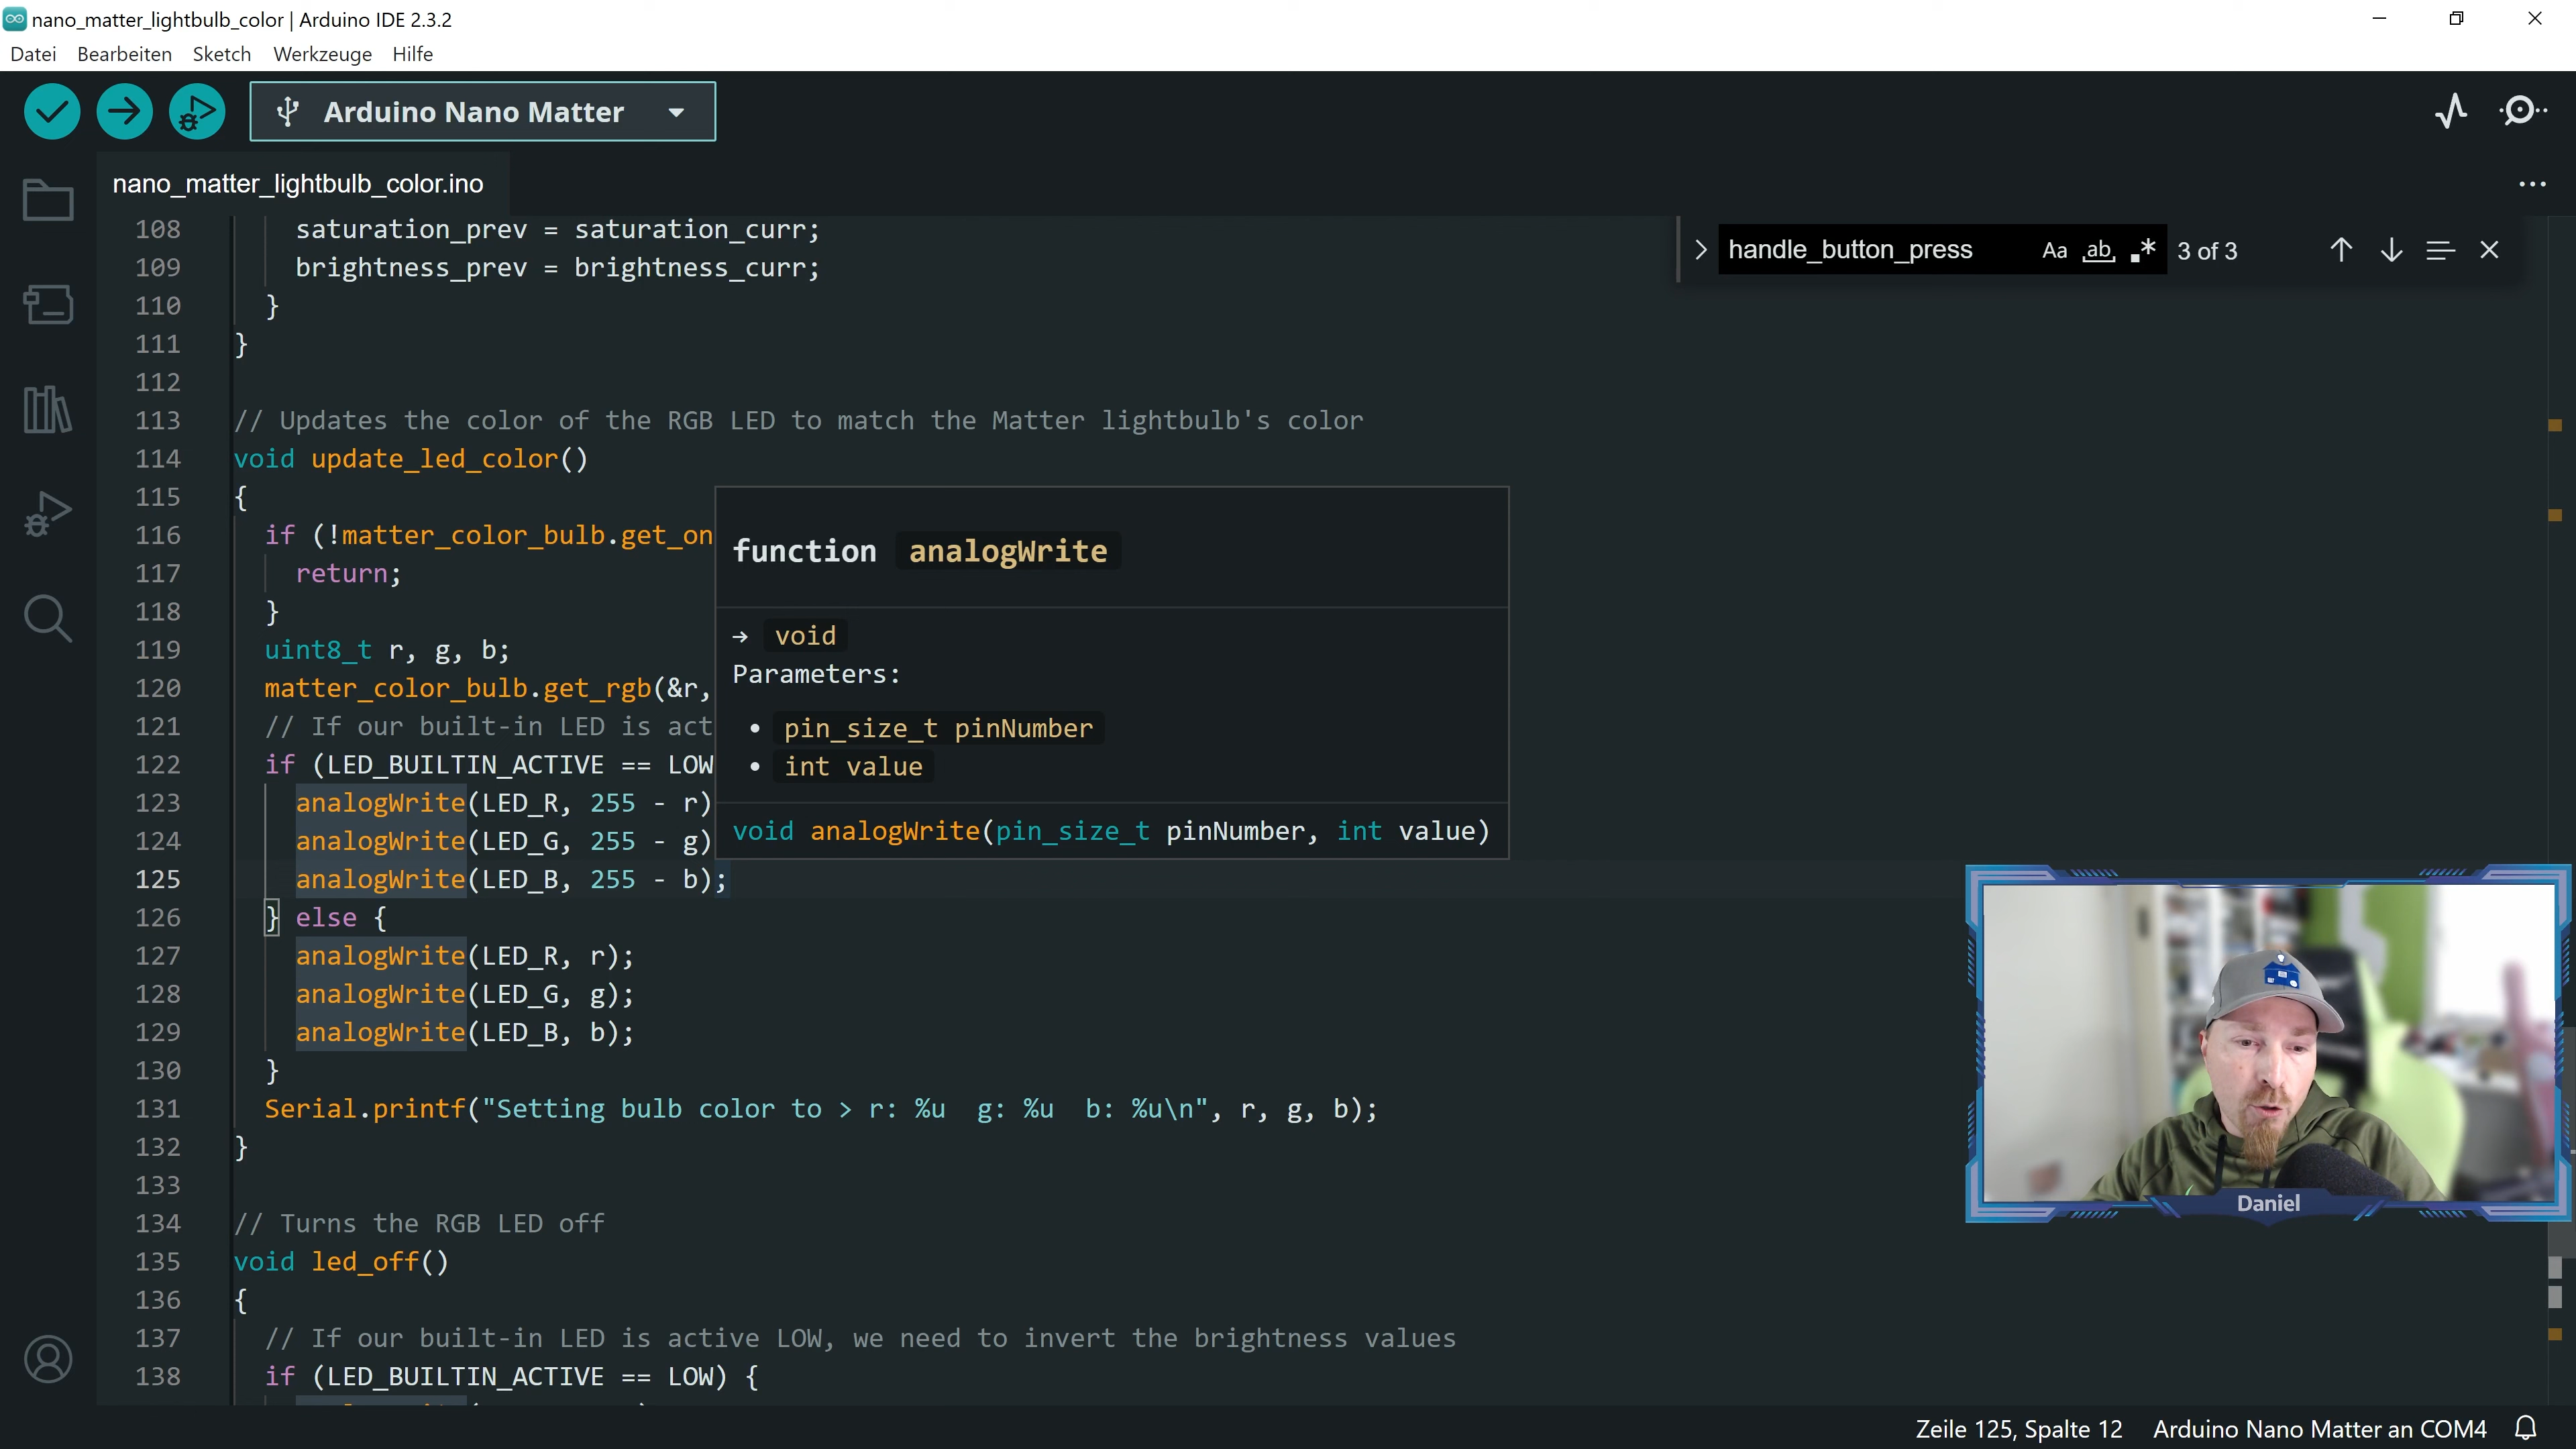 nano_matter_lightbulb_color | Arduino IDE 2.3.2
Datei Bearbeiten Sketch Werkzeuge Hilfe
Arduino Nano Matter
nano_matter_lightbulb_color.ino
handle_button_press Aa ab .* 3 of 3
108 saturation_prev = saturation_curr;
109 brightness_prev = brightness_curr;
110 }
111 }
112
113 // Updates the color of the RGB LED to match the Matter lightbulb's color
114 void update_led_color()
115 {
116 if (!matter_color_bulb.get_on
117 return;
118 }
119 uint8_t r, g, b;
120 matter_color_bulb.get_rgb(&r,
121 // If our built-in LED is act
122 if (LED_BUILTIN_ACTIVE == LOW
123 analogWrite(LED_R, 255 - r)
124 analogWrite(LED_G, 255 - g)
125 analogWrite(LED_B, 255 - b);
126 } else {
127 analogWrite(LED_R, r);
128 analogWrite(LED_G, g);
129 analogWrite(LED_B, b);
130 }
131 Serial.printf("Setting bulb color to > r: %u  g: %u  b: %u\n", r, g, b);
132 }
133
134 // Turns the RGB LED off
135 void led_off()
136 {
137 // If our built-in LED is active LOW, we need to invert the brightness values
138 if (LED_BUILTIN_ACTIVE == LOW) {
function analogWrite
→ void
Parameters:
• pin_size_t pinNumber
• int value
void analogWrite(pin_size_t pinNumber, int value)
Daniel
Zeile 125, Spalte 12 Arduino Nano Matter an COM4